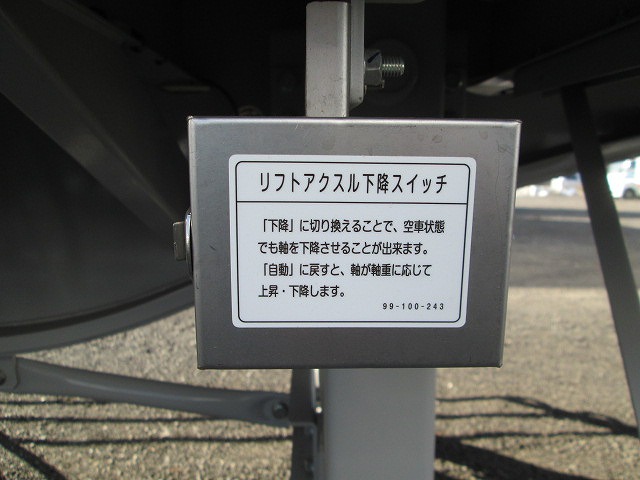 リフトアクスル下降スイッチ
「下降」に切り換えることで、空車状態
でも軸を下降させることが出来ます。
「自動」に戻すと、軸が軸重に応じて
上昇・下降します。
99-100-243